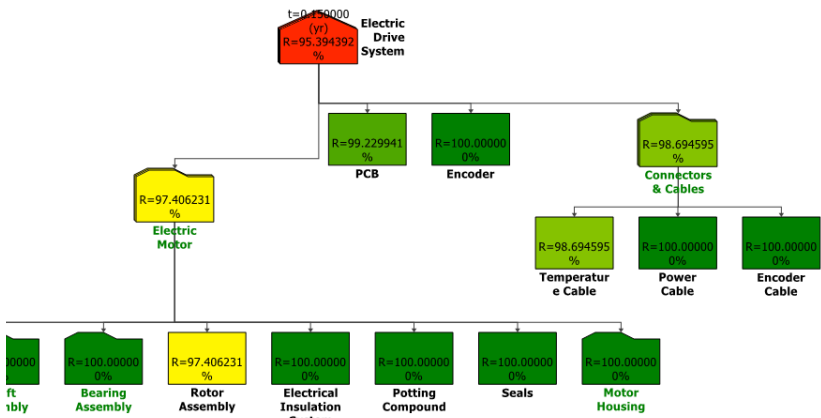 t=0.150000
(yr)
R=95.394392
%
Electric
Drive
System
R=99.229941
%
PCB
R=100.00000
0%
Encoder
R=98.694595
%
Connectors
& Cables
R=97.406231
%
Electric
Motor
R=98.694595
%
Temperatur
e Cable
R=100.00000
0%
Power
Cable
R=100.00000
0%
Encoder
Cable
R=100.00000
0%
Bearing
Assembly
R=97.406231
%
Rotor
Assembly
R=100.00000
0%
Electrical
Insulation
R=100.00000
0%
Potting
Compound
R=100.00000
0%
Seals
R=100.00000
0%
Motor
Housing